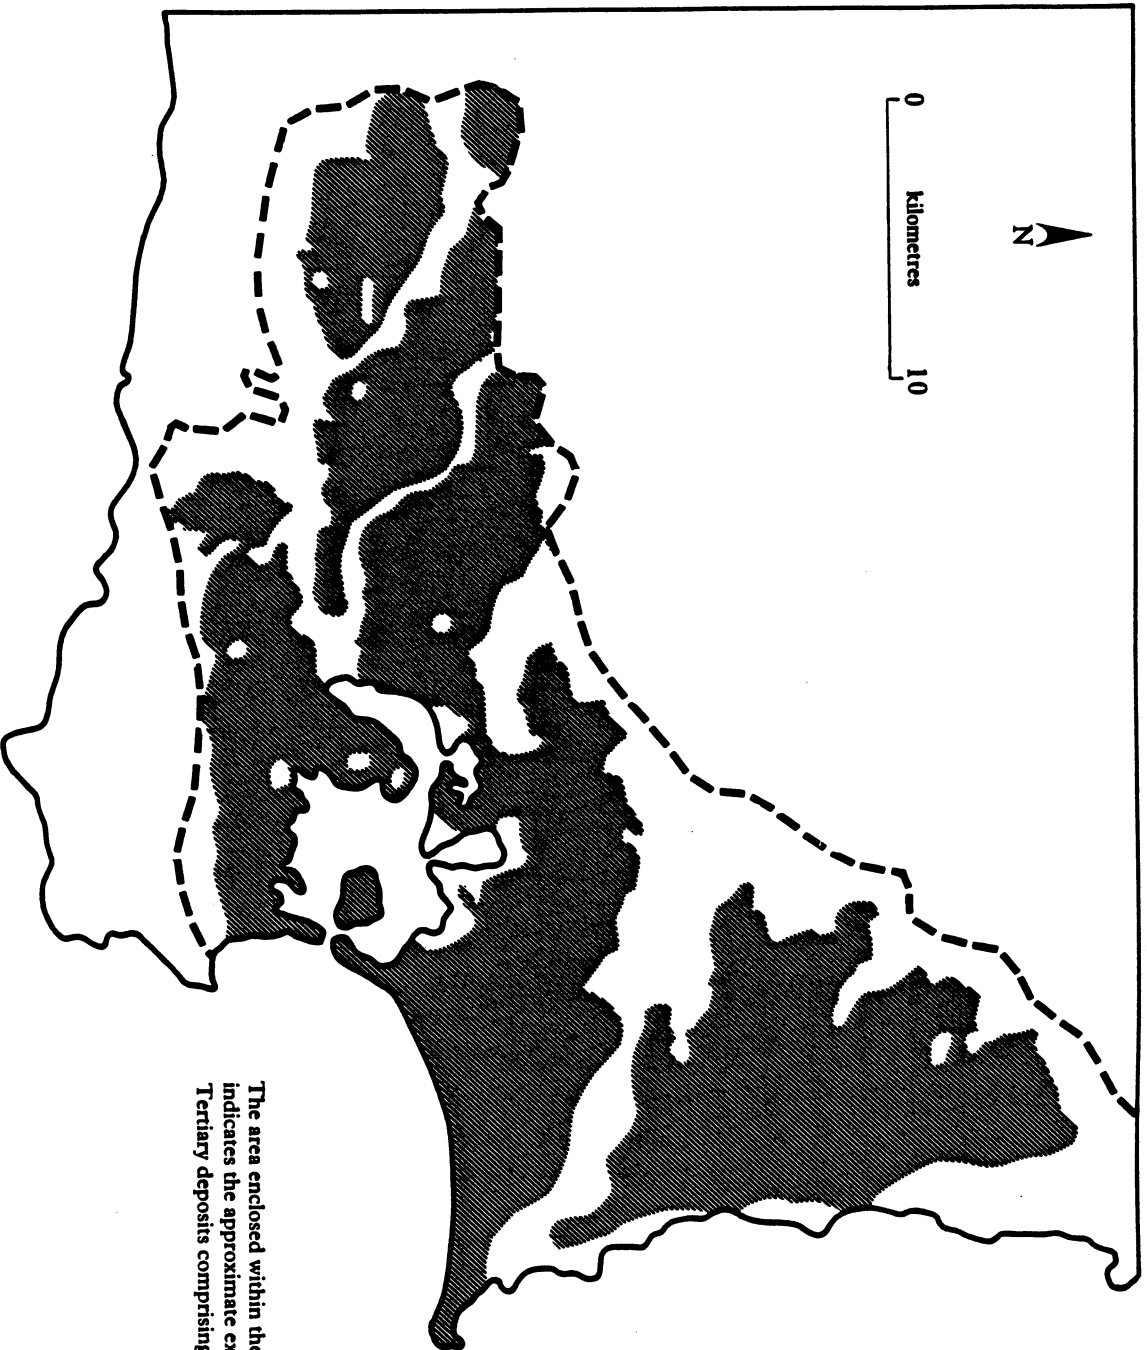 0 kilometres 10
N
The area enclosed within the
indicates the approximate ex
Tertiary deposits comprising